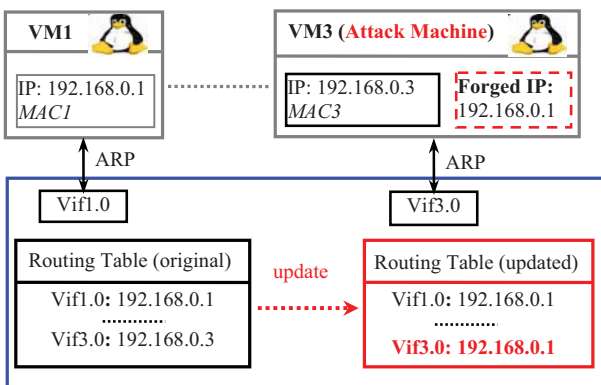 VM1
IP: 192.168.0.1
MAC1
VM3 (Attack Machine)
IP: 192.168.0.3
MAC3
Forged IP:
192.168.0.1
ARP
ARP
Vif1.0
Vif3.0
Routing Table (original)
Vif1.0: 192.168.0.1
Vif3.0: 192.168.0.3
update
Routing Table (updated)
Vif1.0: 192.168.0.1
Vif3.0: 192.168.0.1